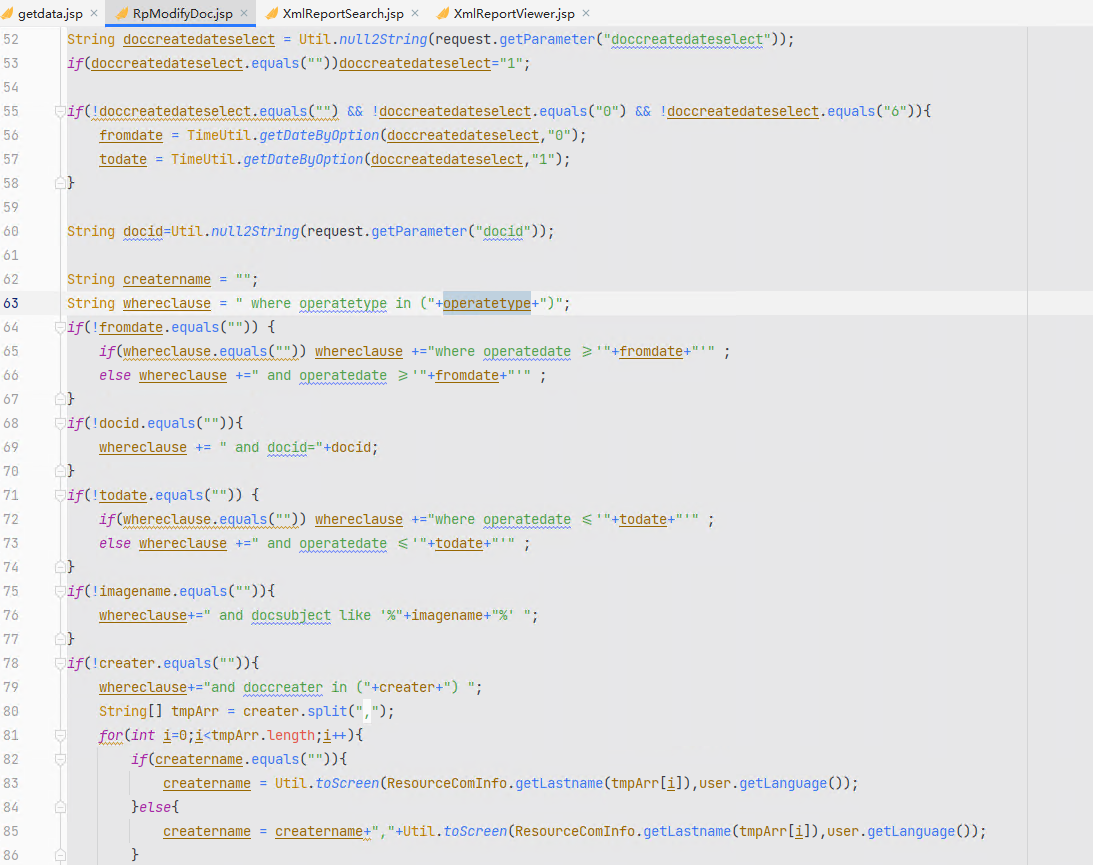 getdata.jsp × RpModifyDoc.jsp × XmlReportSearch.jsp × XmlReportViewer.jsp ×
52 String doccreatedateselect = Util.null2String(request.getParameter("doccreatedateselect"));
53 if(doccreatedateselect.equals(""))doccreatedateselect="1";
54
55 if(!doccreatedateselect.equals("") && !doccreatedateselect.equals("0") && !doccreatedateselect.equals("6")){
56 fromdate = TimeUtil.getDateByOption(doccreatedateselect,"0");
57 todate = TimeUtil.getDateByOption(doccreatedateselect,"1");
58 }
59
60 String docid=Util.null2String(request.getParameter("docid"));
61
62 String creatername = "";
63 String whereclause = " where operatetype in ("+operatetype+")";
64 if(!fromdate.equals("")) {
65 if(whereclause.equals("")) whereclause +="where operatedate >='"+fromdate+"'" ;
66 else whereclause +=" and operatedate >='"+fromdate+"'" ;
67 }
68 if(!docid.equals("")){
69 whereclause += " and docid="+docid;
70 }
71 if(!todate.equals("")) {
72 if(whereclause.equals("")) whereclause +="where operatedate <='"+todate+"'" ;
73 else whereclause +=" and operatedate <='"+todate+"'" ;
74 }
75 if(!imagename.equals("")){
76 whereclause+=" and docsubject like '%"+imagename+"%' ";
77 }
78 if(!creater.equals("")){
79 whereclause+="and doccreater in ("+creater+") ";
80 String[] tmpArr = creater.split(",");
81 for(int i=0;i<tmpArr.length;i++){
82 if(creatername.equals("")){
83 creatername = Util.toScreen(ResourceComInfo.getLastname(tmpArr[i]),user.getLanguage());
84 }else{
85 creatername = creatername+","+Util.toScreen(ResourceComInfo.getLastname(tmpArr[i]),user.getLanguage());
86 }